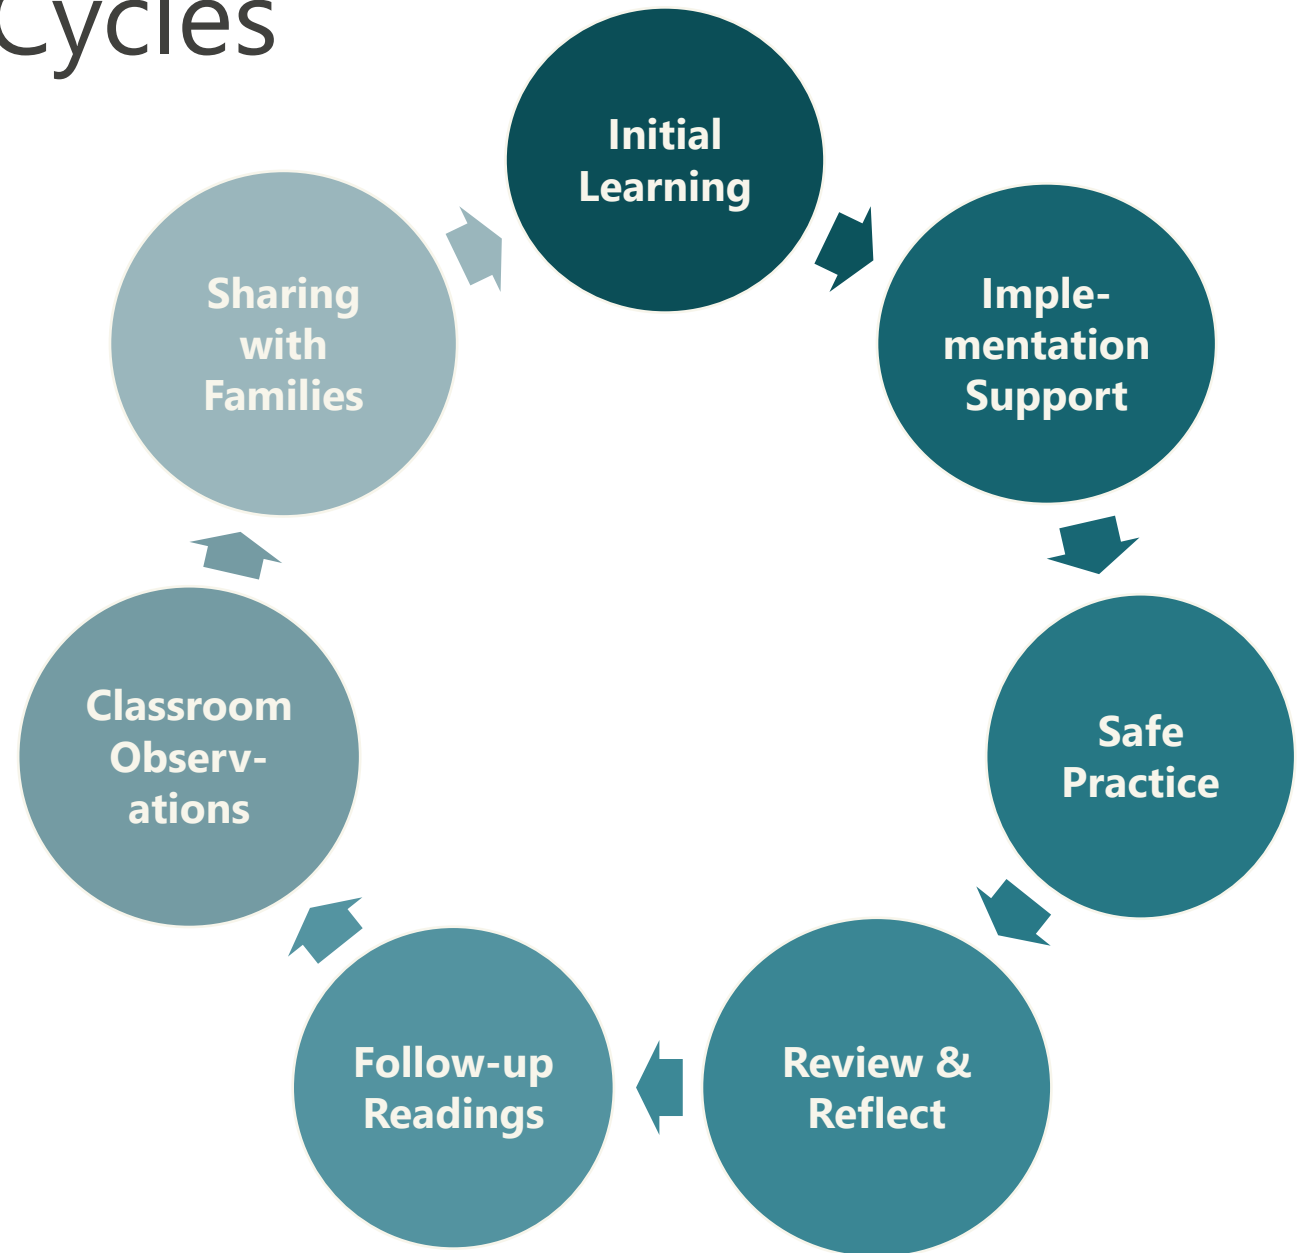 Cycles
Initial
Learning
Imple-
mentation
Support
Safe
Practice
Review &
Reflect
Follow-up
Readings
Classroom
Observ-
ations
Sharing
with
Families